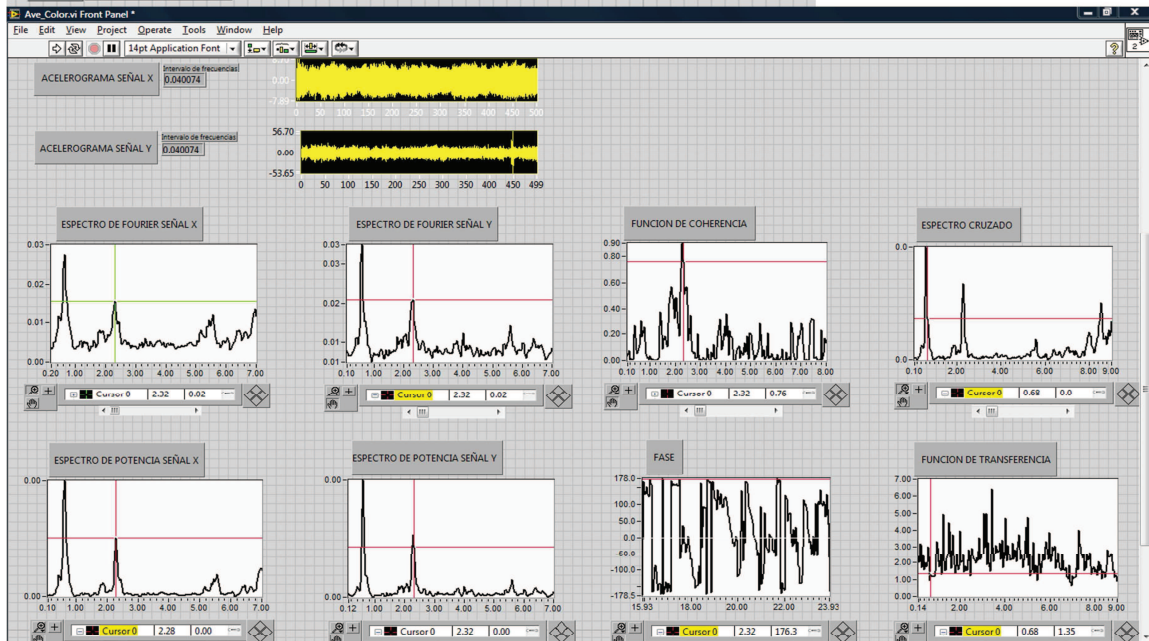 Ave_Color.vi Front Panel *
File Edit View Project Operate Tools Window Help
14pt Application Font
2
ACELEROGRAMA SEÑAL X
Intervalo de frecuencias
0.040074
0.00
-7.89
0 50 100 150 200 250 300 350 400 450 500
ACELEROGRAMA SEÑAL Y
Intervalo de frecuencias
0.040074
56.70
0.00
-53.65
0 50 100 150 200 250 300 350 400 450 499
ESPECTRO DE FOURIER SEÑAL X
0.03
0.02
0.01
0.00
0.20 1.00 2.00 3.00 4.00 5.00 6.00 7.00
Cursor 0 2.32 0.02
ESPECTRO DE FOURIER SEÑAL Y
0.03
0.03
0.02
0.02
0.01
0.01
0.10 1.00 2.00 3.00 4.00 5.00 6.00 7.00
Cursor 0 2.32 0.02
FUNCION DE COHERENCIA
0.90
0.80
0.60
0.40
0.20
0.00
0.10 1.00 2.00 3.00 4.00 5.00 6.00 7.00 8.00
Cursor 0 2.32 0.76
ESPECTRO CRUZADO
0.0
0.0
0.10 2.00 4.00 6.00 8.00 9.00
Cursor 0 0.68 0.0
ESPECTRO DE POTENCIA SEÑAL X
0.00
0.00
0.10 1.00 2.00 3.00 4.00 5.00 6.00 7.00
Cursor 0 2.28 0.00
ESPECTRO DE POTENCIA SEÑAL Y
0.00
0.00
0.12 1.00 2.00 3.00 4.00 5.00 6.00 7.00
Cursor 0 2.32 0.00
FASE
178.0
100.0
50.0
0.0
-100.0
-178.5
15.93 18.00 20.00 22.00 23.93
Cursor 0 2.32 176.3
FUNCION DE TRANSFERENCIA
7.00
6.00
5.00
4.00
3.00
2.00
1.00
0.00
0.14 2.00 4.00 6.00 8.00 9.00
Cursor 0 0.68 1.35